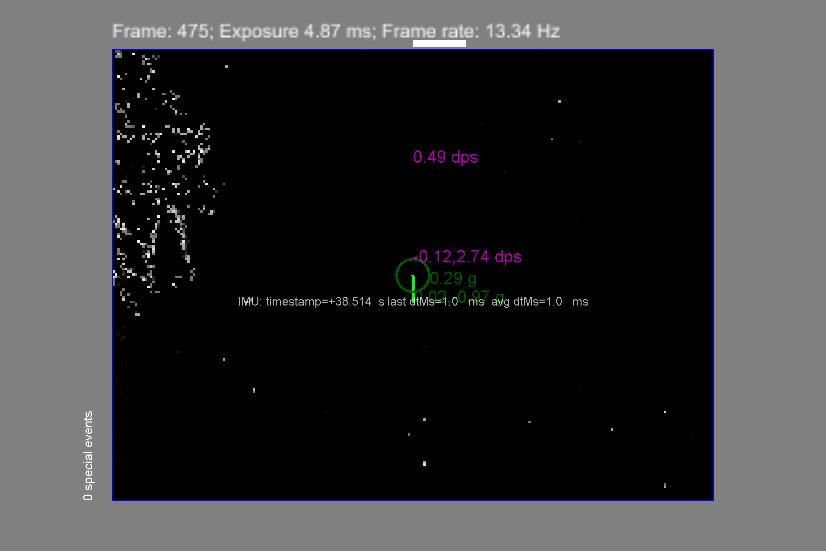 Frame: 475; Exposure 4.87 ms; Frame rate: 13.34 Hz
0.49 dps
-0.12,2.74 dps
0.29 g
IMU: timestamp=+38.514 s last dtMs=1.0 ms avg dtMs=1.0 ms
0 special events